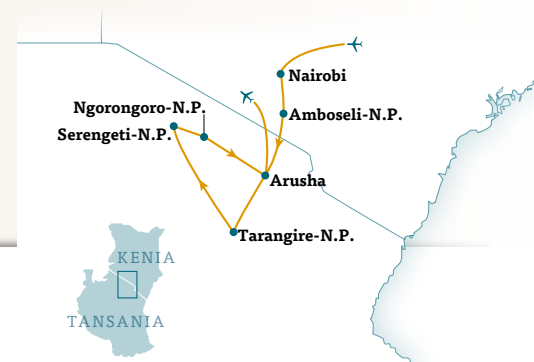 Nairobi
Ngorongoro-N.P.
Amboseli-N.P.
Serengeti-N.P.
Arusha
Tarangire-N.P.
KENIA
TANSANIA